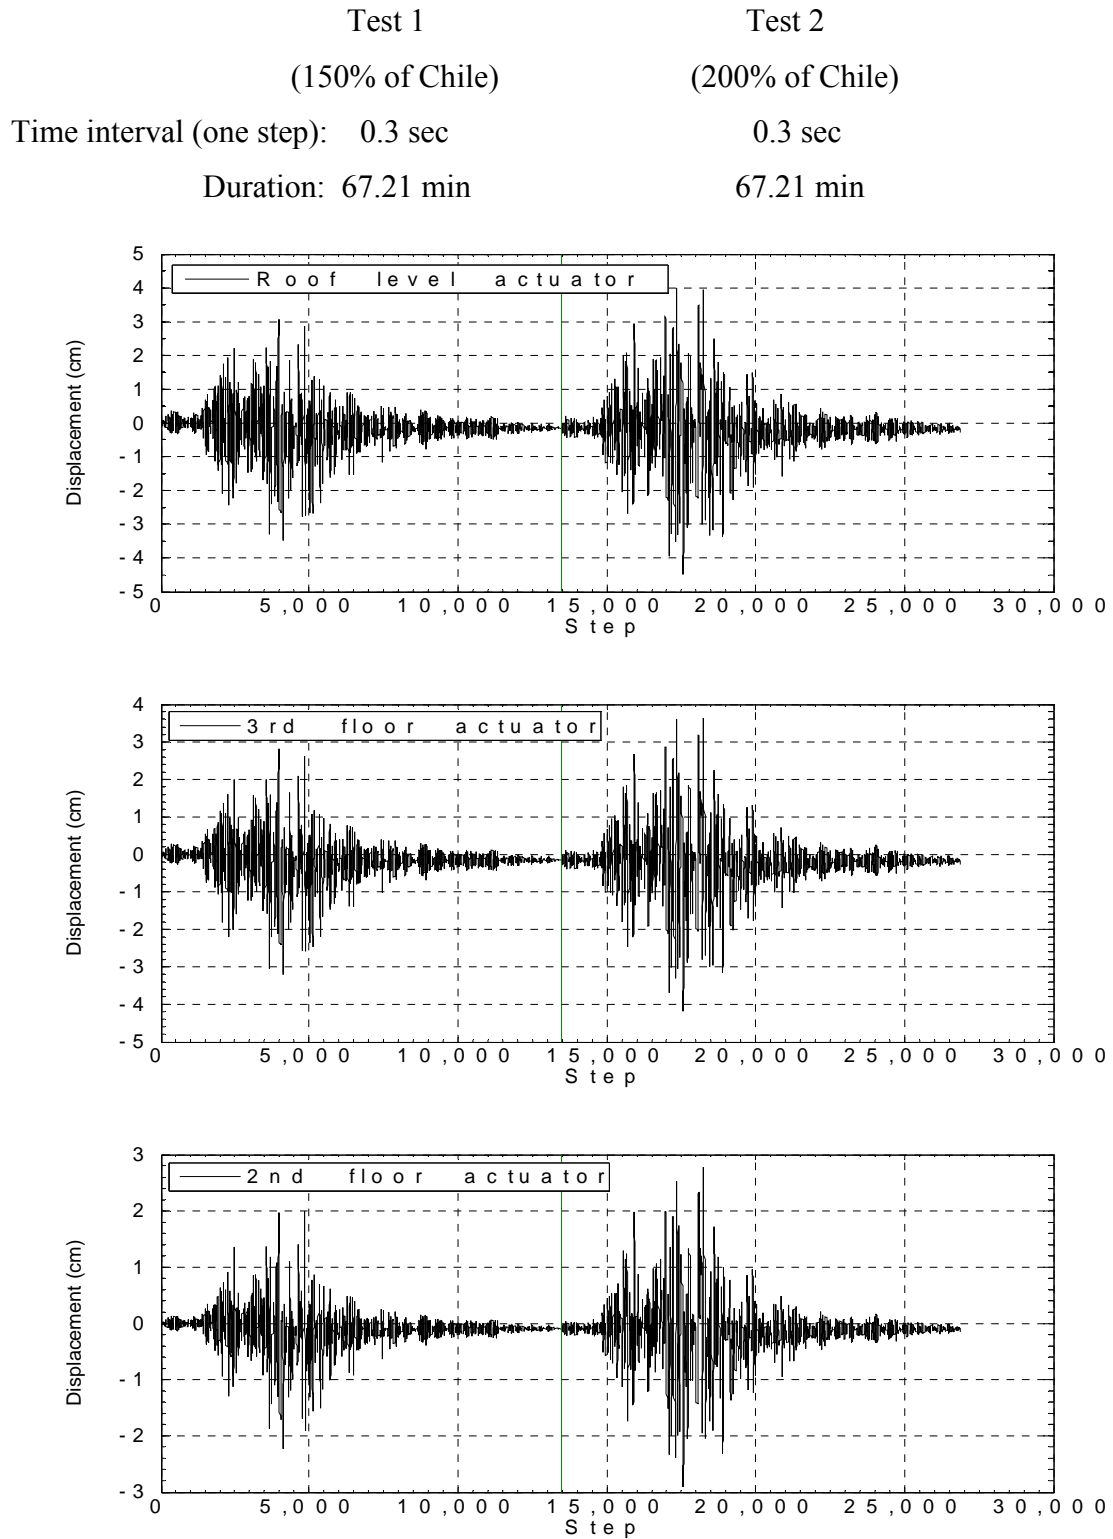 Test 1 Test 2
(150% of Chile) (200% of Chile)
Time interval (one step): 0.3 sec 0.3 sec
Duration: 67.21 min 67.21 min
5
Roof level actuator
4
3
2
1
0
-1
-2
-3
-4
-5
Displacement (cm)
0 5,000 10,000 15,000 20,000 25,000 30,000
Step
4
3rd floor actuator
3
2
1
0
-1
-2
-3
-4
-5
Displacement (cm)
0 5,000 10,000 15,000 20,000 25,000 30,000
Step
3
2nd floor actuator
2
1
0
-1
-2
-3
Displacement (cm)
0 5,000 10,000 15,000 20,000 25,000 30,000
Step